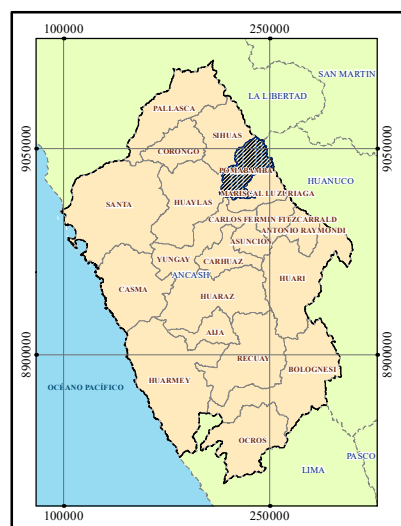 100000 250000
SAN MARTIN
LA LIBERTAD
PALLASCA
SIHUAS
9050000 9050000
CORONGO
POMABAMBA
HUANUCO
MARISCAL LUZURIAGA
SANTA
HUAYLAS
CARLOS FERMIN FITZCARRALD
ANTONIO RAYMONDI
ASUNCION
YUNGAY
CARHUAZ
ANCASH
HUARI
CASMA
HUARAZ
AIJA
8900000 8900000
RECUAY
BOLOGNESI
OCÉANO PACÍFICO
HUARMEY
OCROS
PASCO
LIMA
100000 250000